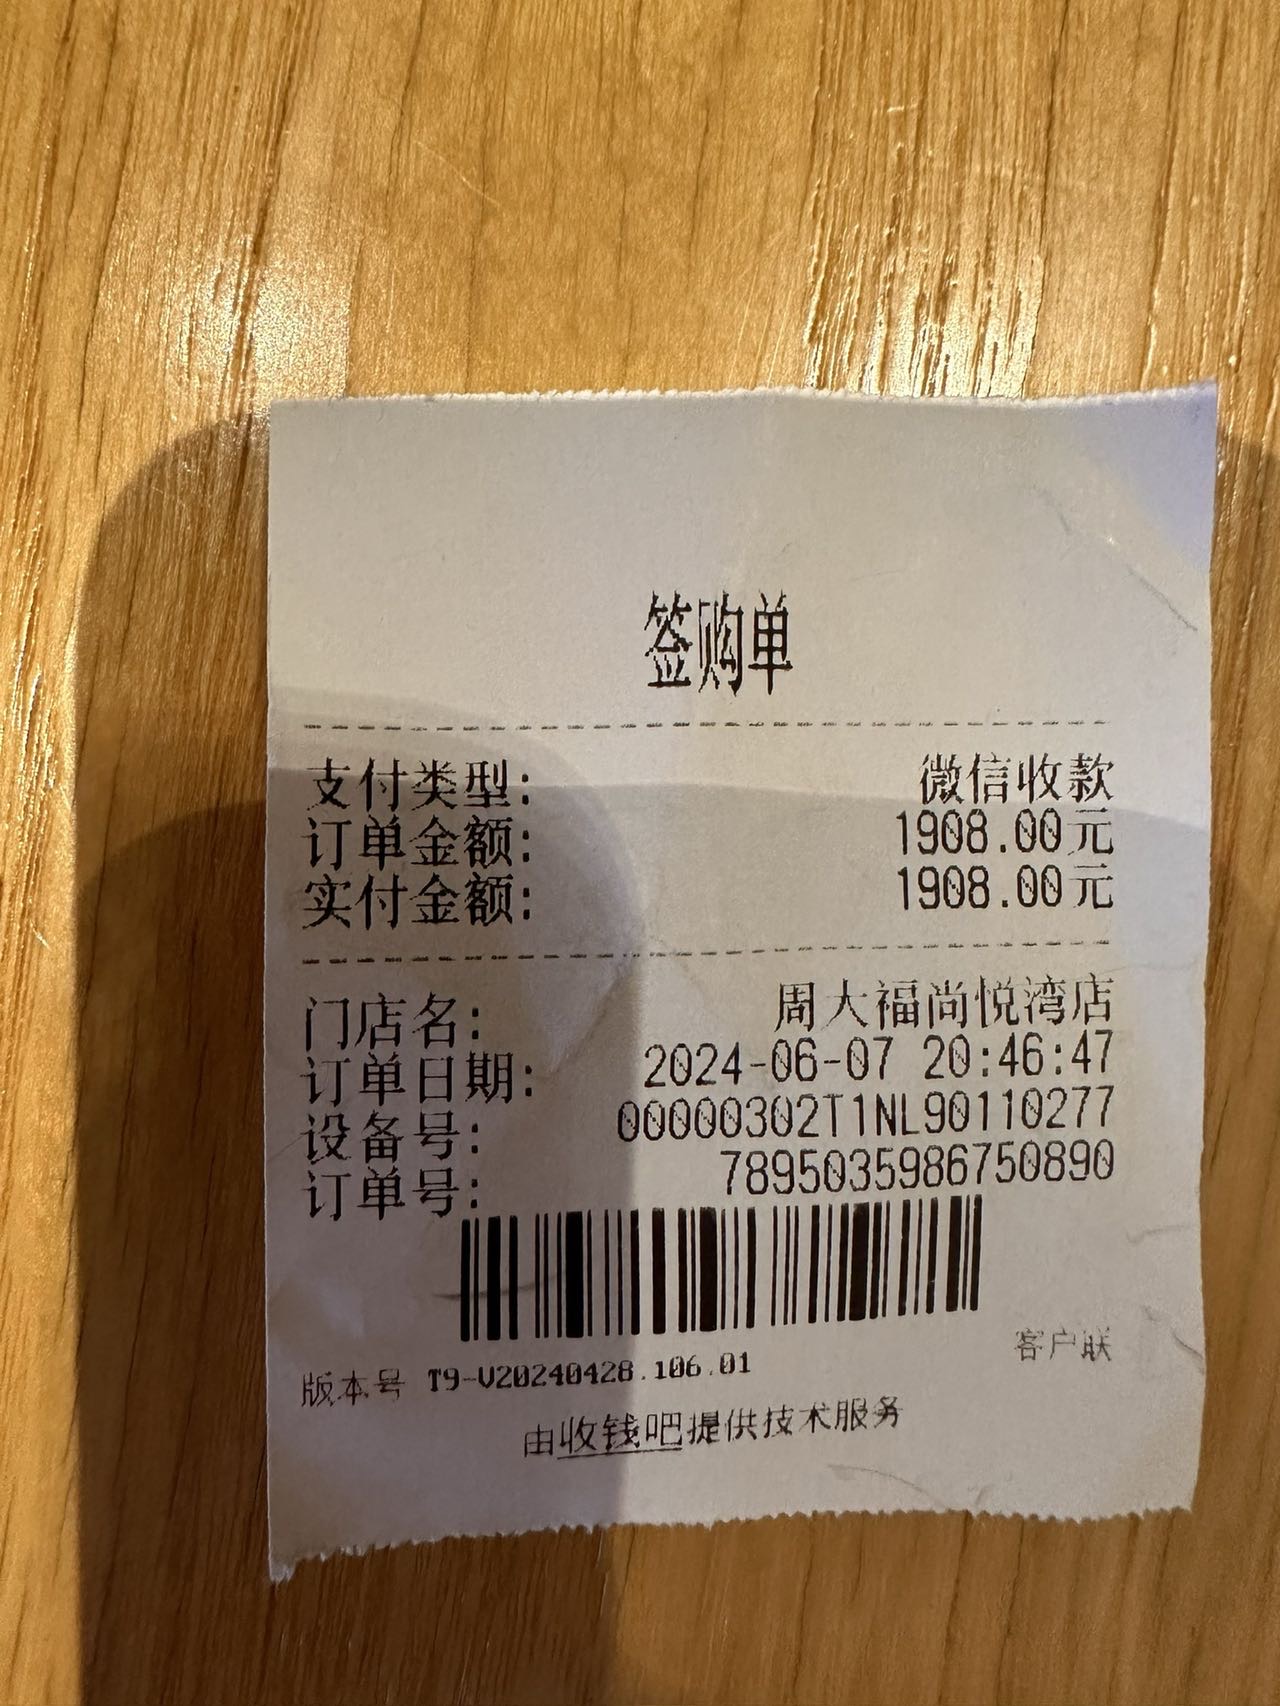 签购单
支付类型: 微信收款
订单金额: 1908.00元
实付金额: 1908.00元
门店名: 周大福尚悦湾店
订单日期: 2024-06-07 20:46:47
设备号: 00000302T1NL90110277
订单号: 7895035986750890
客户联
版本号 T9-V20240428.106.01
由收钱吧提供技术服务